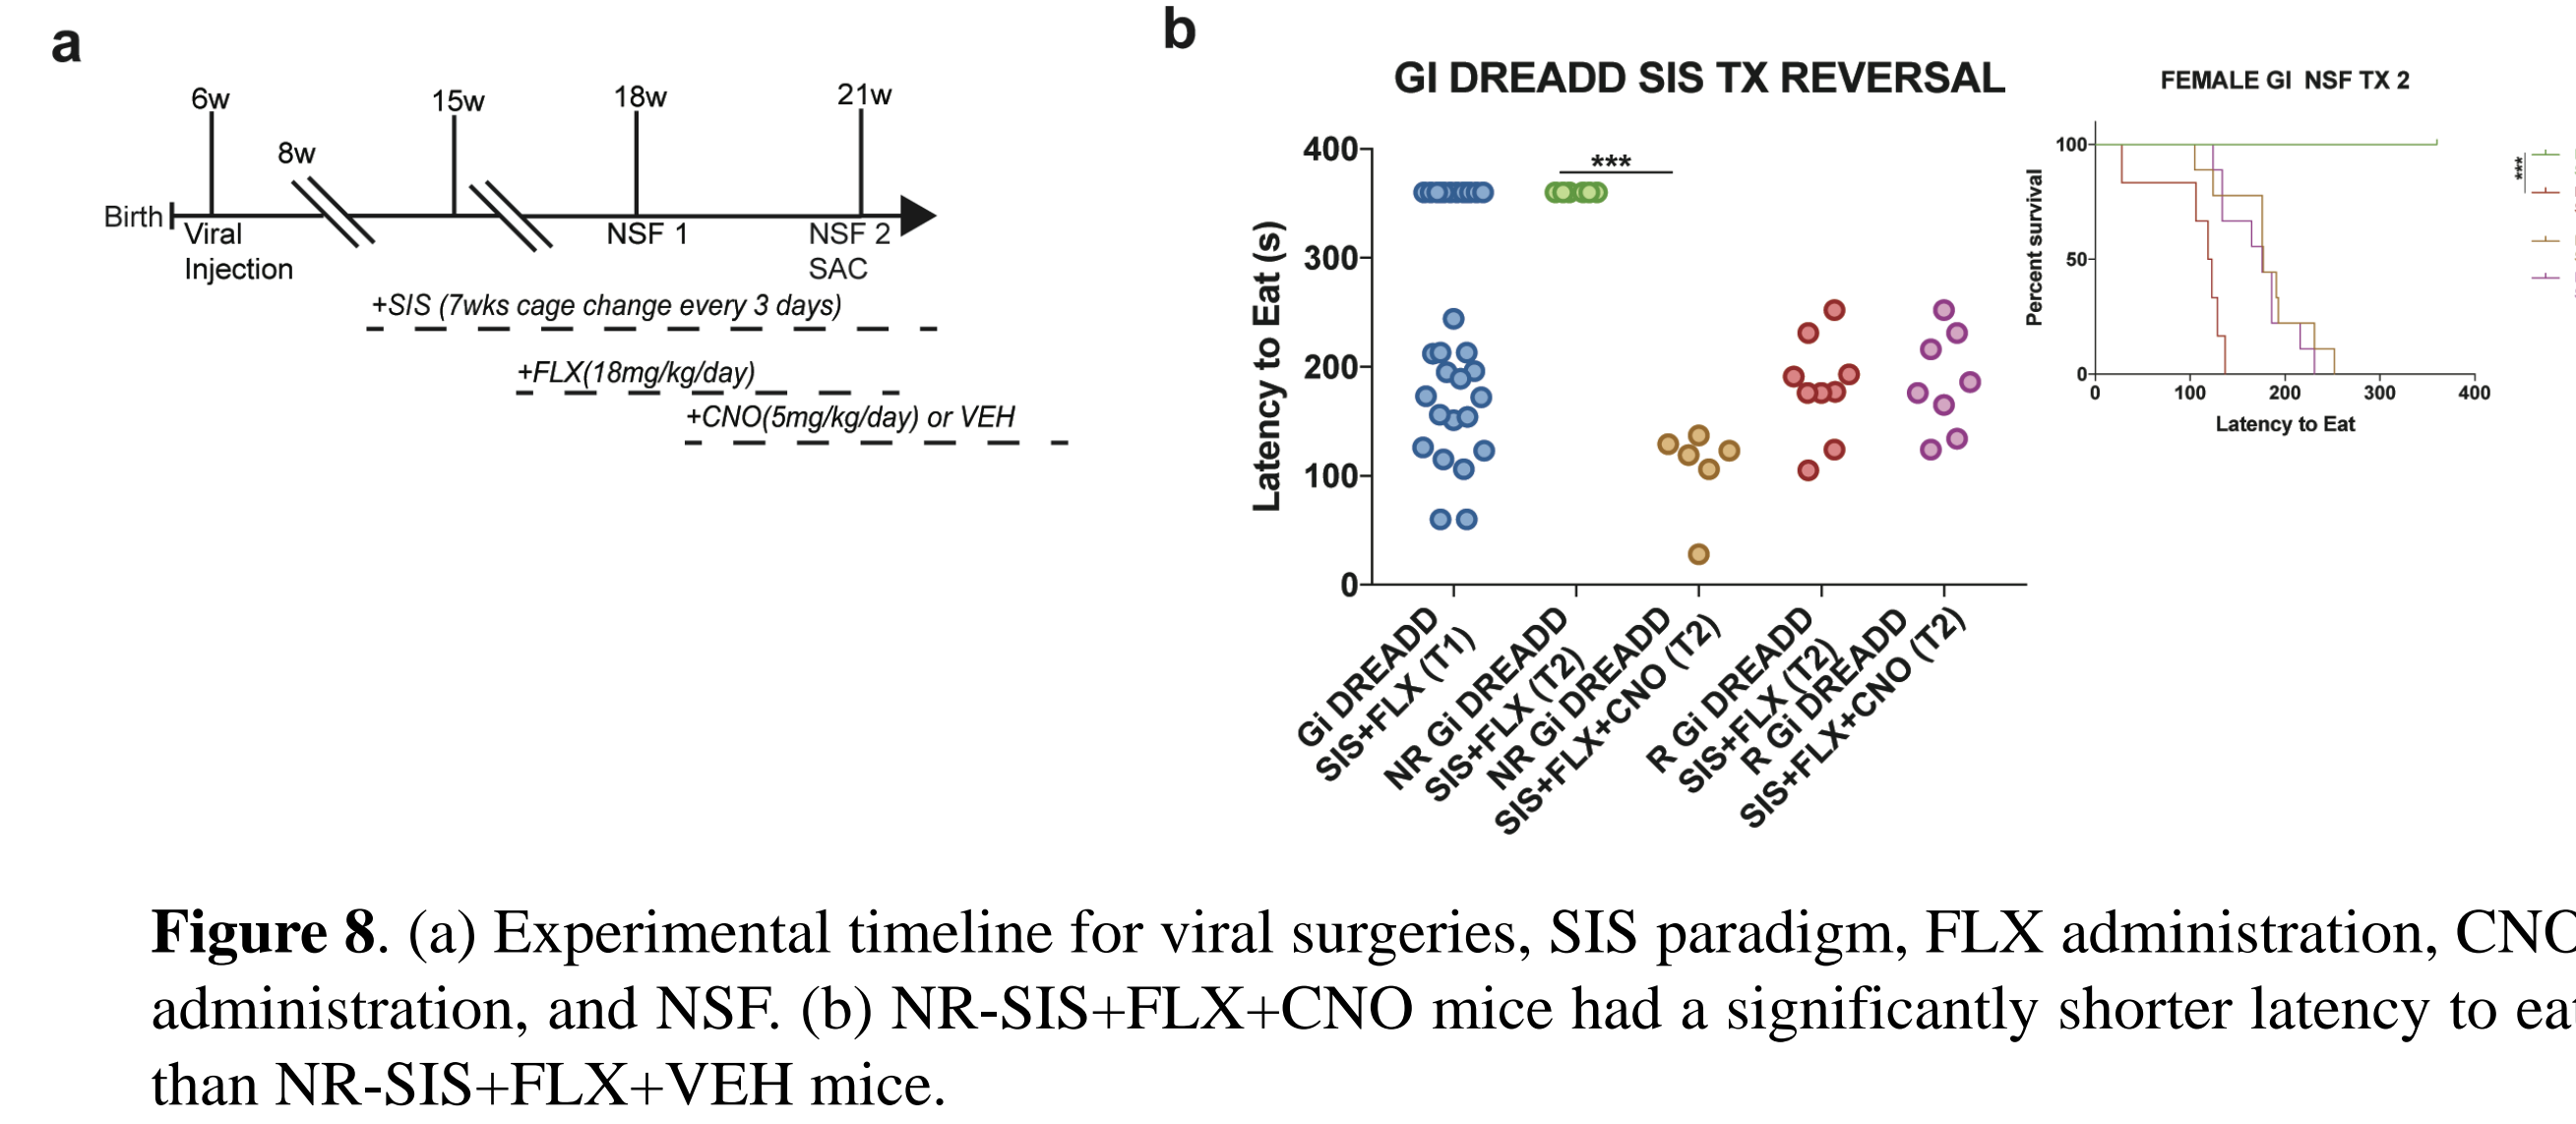 a
6w
8w
15w
18w
21w
Birth
Viral
Injection
NSF 1
NSF 2
SAC
+SIS (7wks cage change every 3 days)
+FLX(18mg/kg/day)
+CNO(5mg/kg/day) or VEH
b
GI DREADD SIS TX REVERSAL
Latency to Eat (s)
400
300
200
100
0
***
Gi DREADD
SIS+FLX (T1)
NR Gi DREADD
SIS+FLX (T2)
NR Gi DREADD
SIS+FLX+CNO (T2)
R Gi DREADD
SIS+FLX (T2)
R Gi DREADD
SIS+FLX+CNO (T2)
FEMALE GI NSF TX 2
Percent survival
100
50
0
0 100 200 300 400
Latency to Eat
***
Figure 8. (a) Experimental timeline for viral surgeries, SIS paradigm, FLX administration, CNO
administration, and NSF. (b) NR-SIS+FLX+CNO mice had a significantly shorter latency to eat
than NR-SIS+FLX+VEH mice.